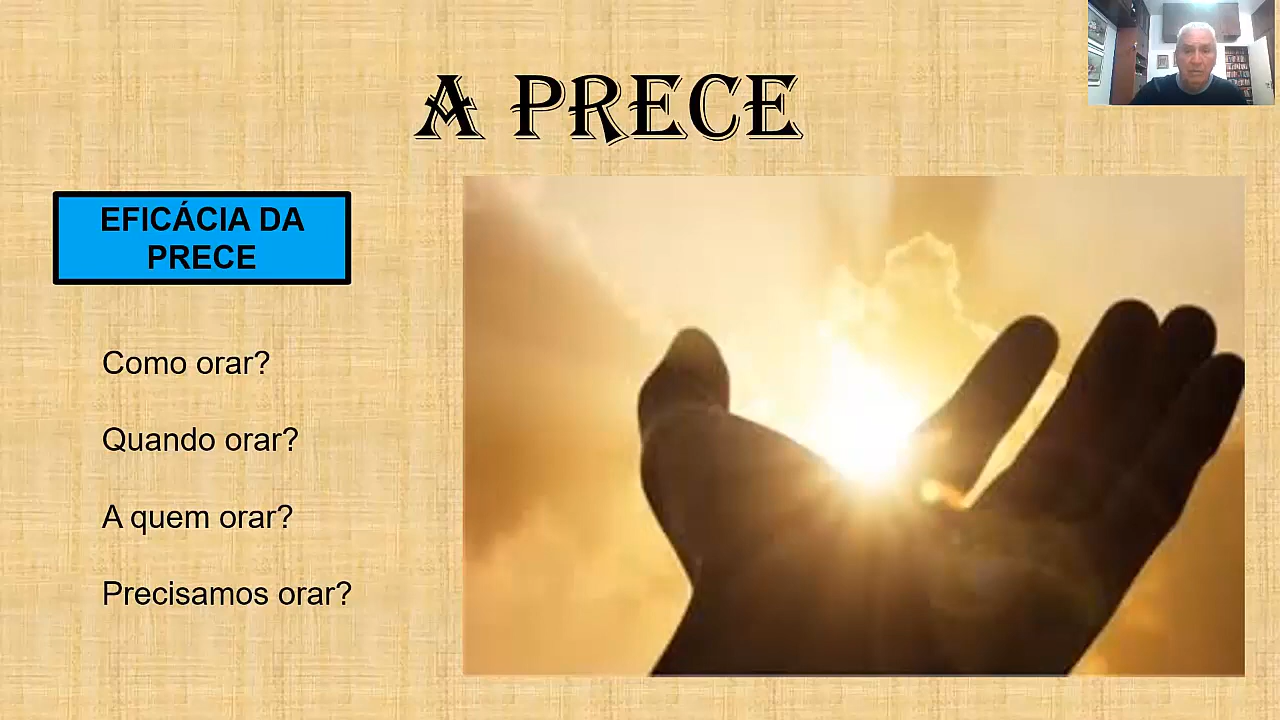 A PRECE
EFICÁCIA DA
PRECE
Como orar?
Quando orar?
A quem orar?
Precisamos orar?